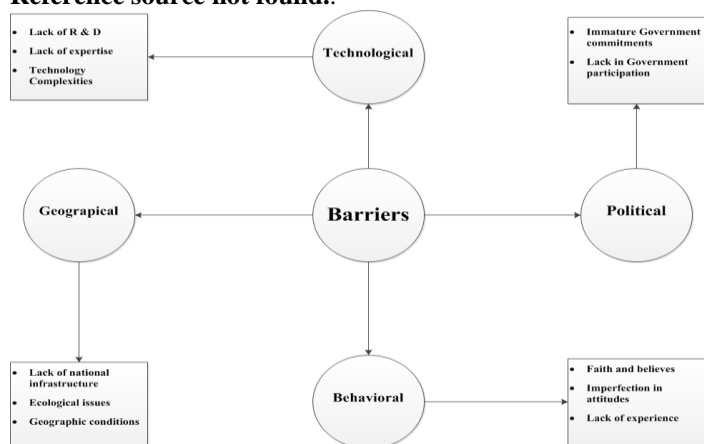 Reference source not found..
• Lack of R & D
• Lack of expertise
• Technology
Complexities
Technological
• Immature Government
commitments
• Lack in Government
participation
Geograpical
Barriers
Political
• Lack of national
infrastructure
• Ecological issues
• Geographic conditions
Behavioral
• Faith and believes
• Imperfection in
attitudes
• Lack of experience